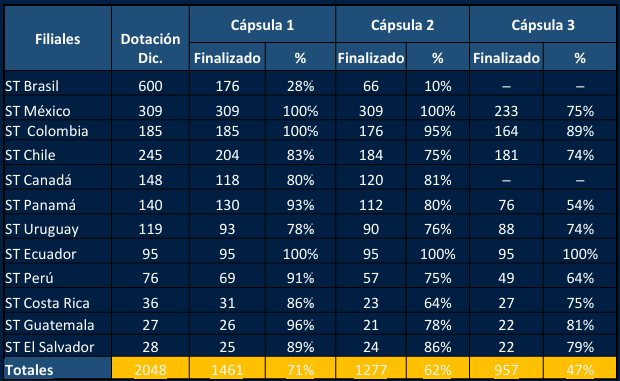 Filiales Dotación Dic. Cápsula 1 Cápsula 2 Cápsula 3
Finalizado % Finalizado % Finalizado %
ST Brasil 600 176 28% 66 10% – –
ST México 309 309 100% 309 100% 233 75%
ST Colombia 185 185 100% 176 95% 164 89%
ST Chile 245 204 83% 184 75% 181 74%
ST Canadá 148 118 80% 120 81% – –
ST Panamá 140 130 93% 112 80% 76 54%
ST Uruguay 119 93 78% 90 76% 88 74%
ST Ecuador 95 95 100% 95 100% 95 100%
ST Perú 76 69 91% 57 75% 49 64%
ST Costa Rica 36 31 86% 23 64% 27 75%
ST Guatemala 27 26 96% 21 78% 22 81%
ST El Salvador 28 25 89% 24 86% 22 79%
Totales 2048 1461 71% 1277 62% 957 47%